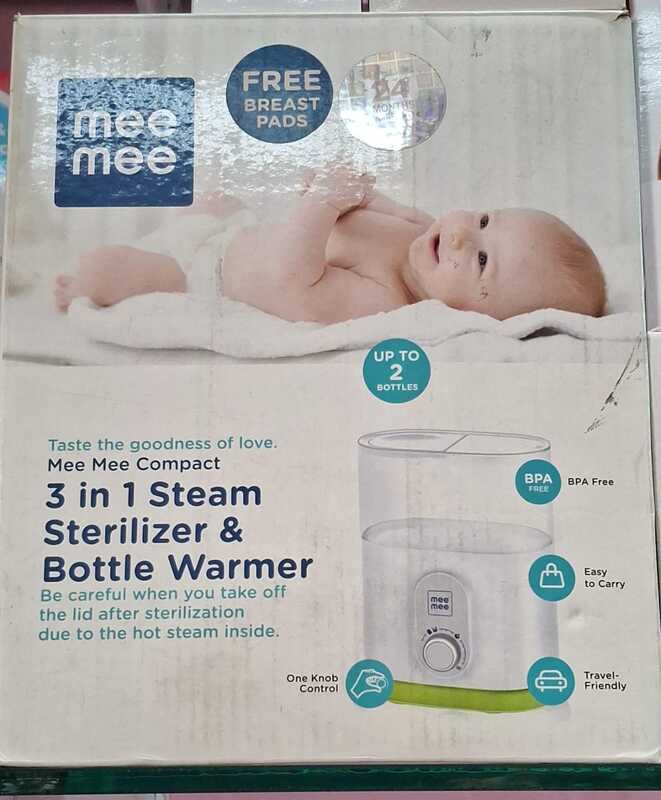 mee
mee
FREE
BREAST
PADS
24
MONTHS
UP TO
2
BOTTLES
Taste the goodness of love.
Mee Mee Compact
3 in 1 Steam
Sterilizer &
Bottle Warmer
Be careful when you take off
the lid after sterilization
due to the hot steam inside.
BPA
FREE
BPA Free
Easy
to Carry
mee
mee
One Knob
Control
Travel-
Friendly